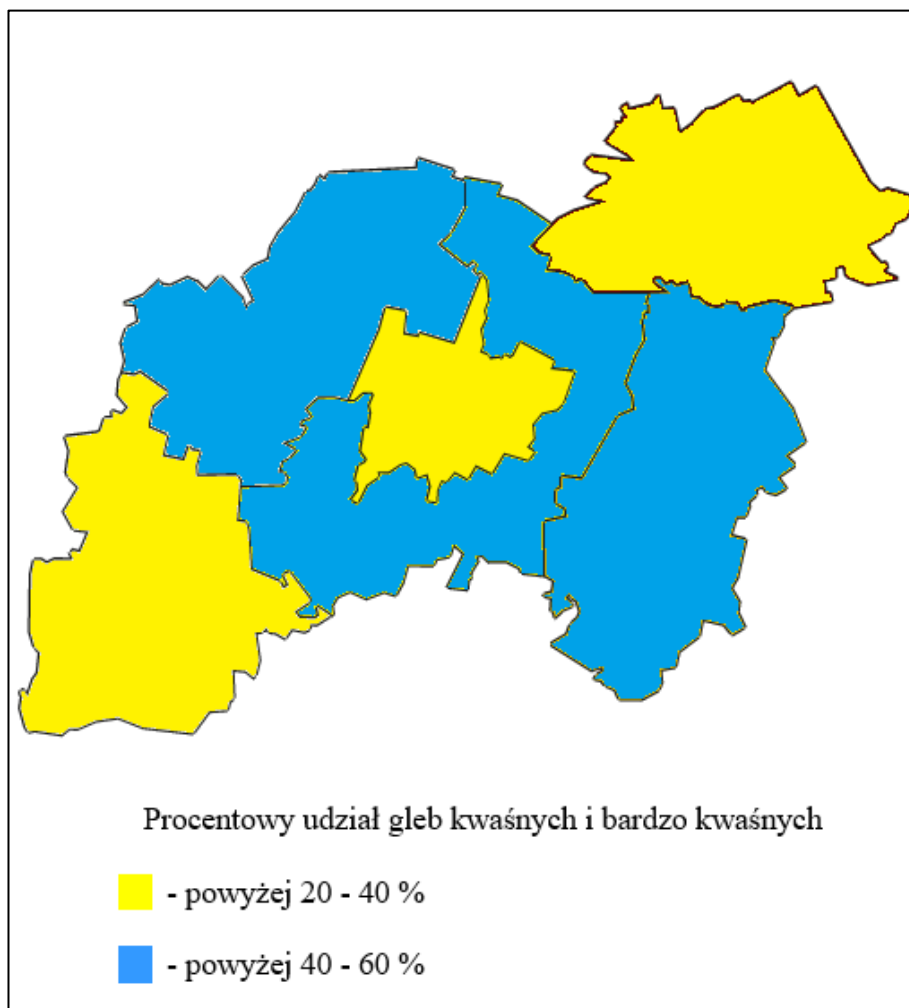 Procentowy udział gleb kwaśnych i bardzo kwaśnych
- powyżej 20 - 40 %
- powyżej 40 - 60 %